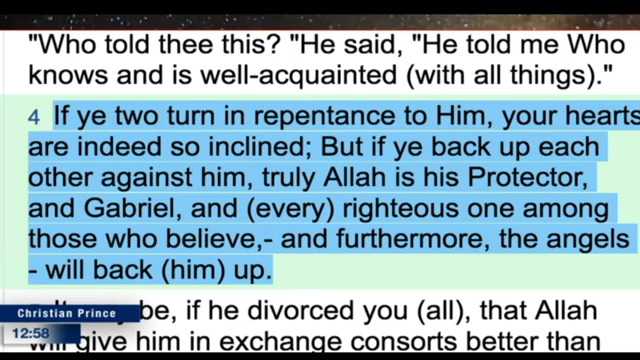 "Who told thee this? "He said, "He told me Who
knows and is well-acquainted (with all things)."
4 If ye two turn in repentance to Him, your hearts
are indeed so inclined; But if ye back up each
other against him, truly Allah is his Protector,
and Gabriel, and (every) righteous one among
those who believe,- and furthermore, the angels
- will back (him) up.
be, if he divorced you (all), that Allah
will give him in exchange consorts better than
Christian Prince
12:58